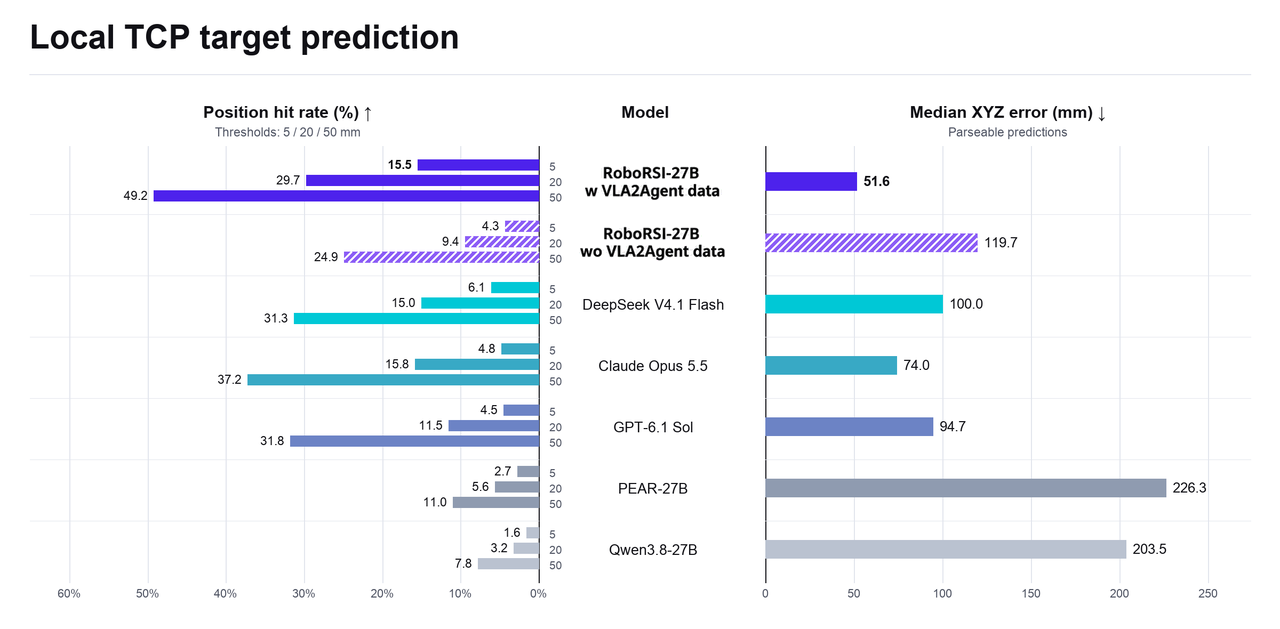 Local TCP target prediction
Position hit rate (%) ↑
Thresholds: 5 / 20 / 50 mm
Model
Median XYZ error (mm) ↓
Parseable predictions
15.5 5
29.7 20
49.2 50
RoboRSI-27B
w VLA2Agent data
51.6
4.3 5
9.4 20
24.9 50
RoboRSI-27B
wo VLA2Agent data
119.7
6.1 5
15.0 20
31.3 50
DeepSeek V4.1 Flash
100.0
4.8 5
15.8 20
37.2 50
Claude Opus 5.5
74.0
4.5 5
11.5 20
31.8 50
GPT-6.1 Sol
94.7
2.7 5
5.6 20
11.0 50
PEAR-27B
226.3
1.6 5
3.2 20
7.8 50
Qwen3.8-27B
203.5
60% 50% 40% 30% 20% 10% 0%
0 50 100 150 200 250